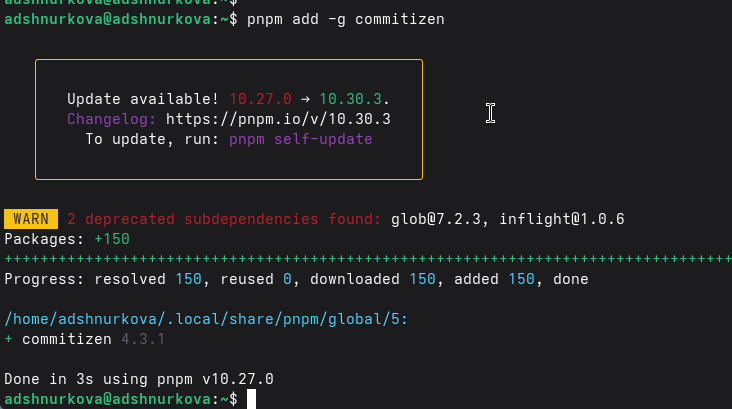 adshnurkova@adshnurkova:~$
adshnurkova@adshnurkova:~$ pnpm add -g commitizen
Update available! 10.27.0 → 10.30.3.
Changelog: https://pnpm.io/v/10.30.3
To update, run: pnpm self-update
WARN 2 deprecated subdependencies found: glob@7.2.3, inflight@1.0.6
Packages: +150
++++++++++++++++++++++++++++++++++++++++++++++++++++++++++++++++++++++++++++++++
Progress: resolved 150, reused 0, downloaded 150, added 150, done
/home/adshnurkova/.local/share/pnpm/global/5:
+ commitizen 4.3.1
Done in 3s using pnpm v10.27.0
adshnurkova@adshnurkova:~$